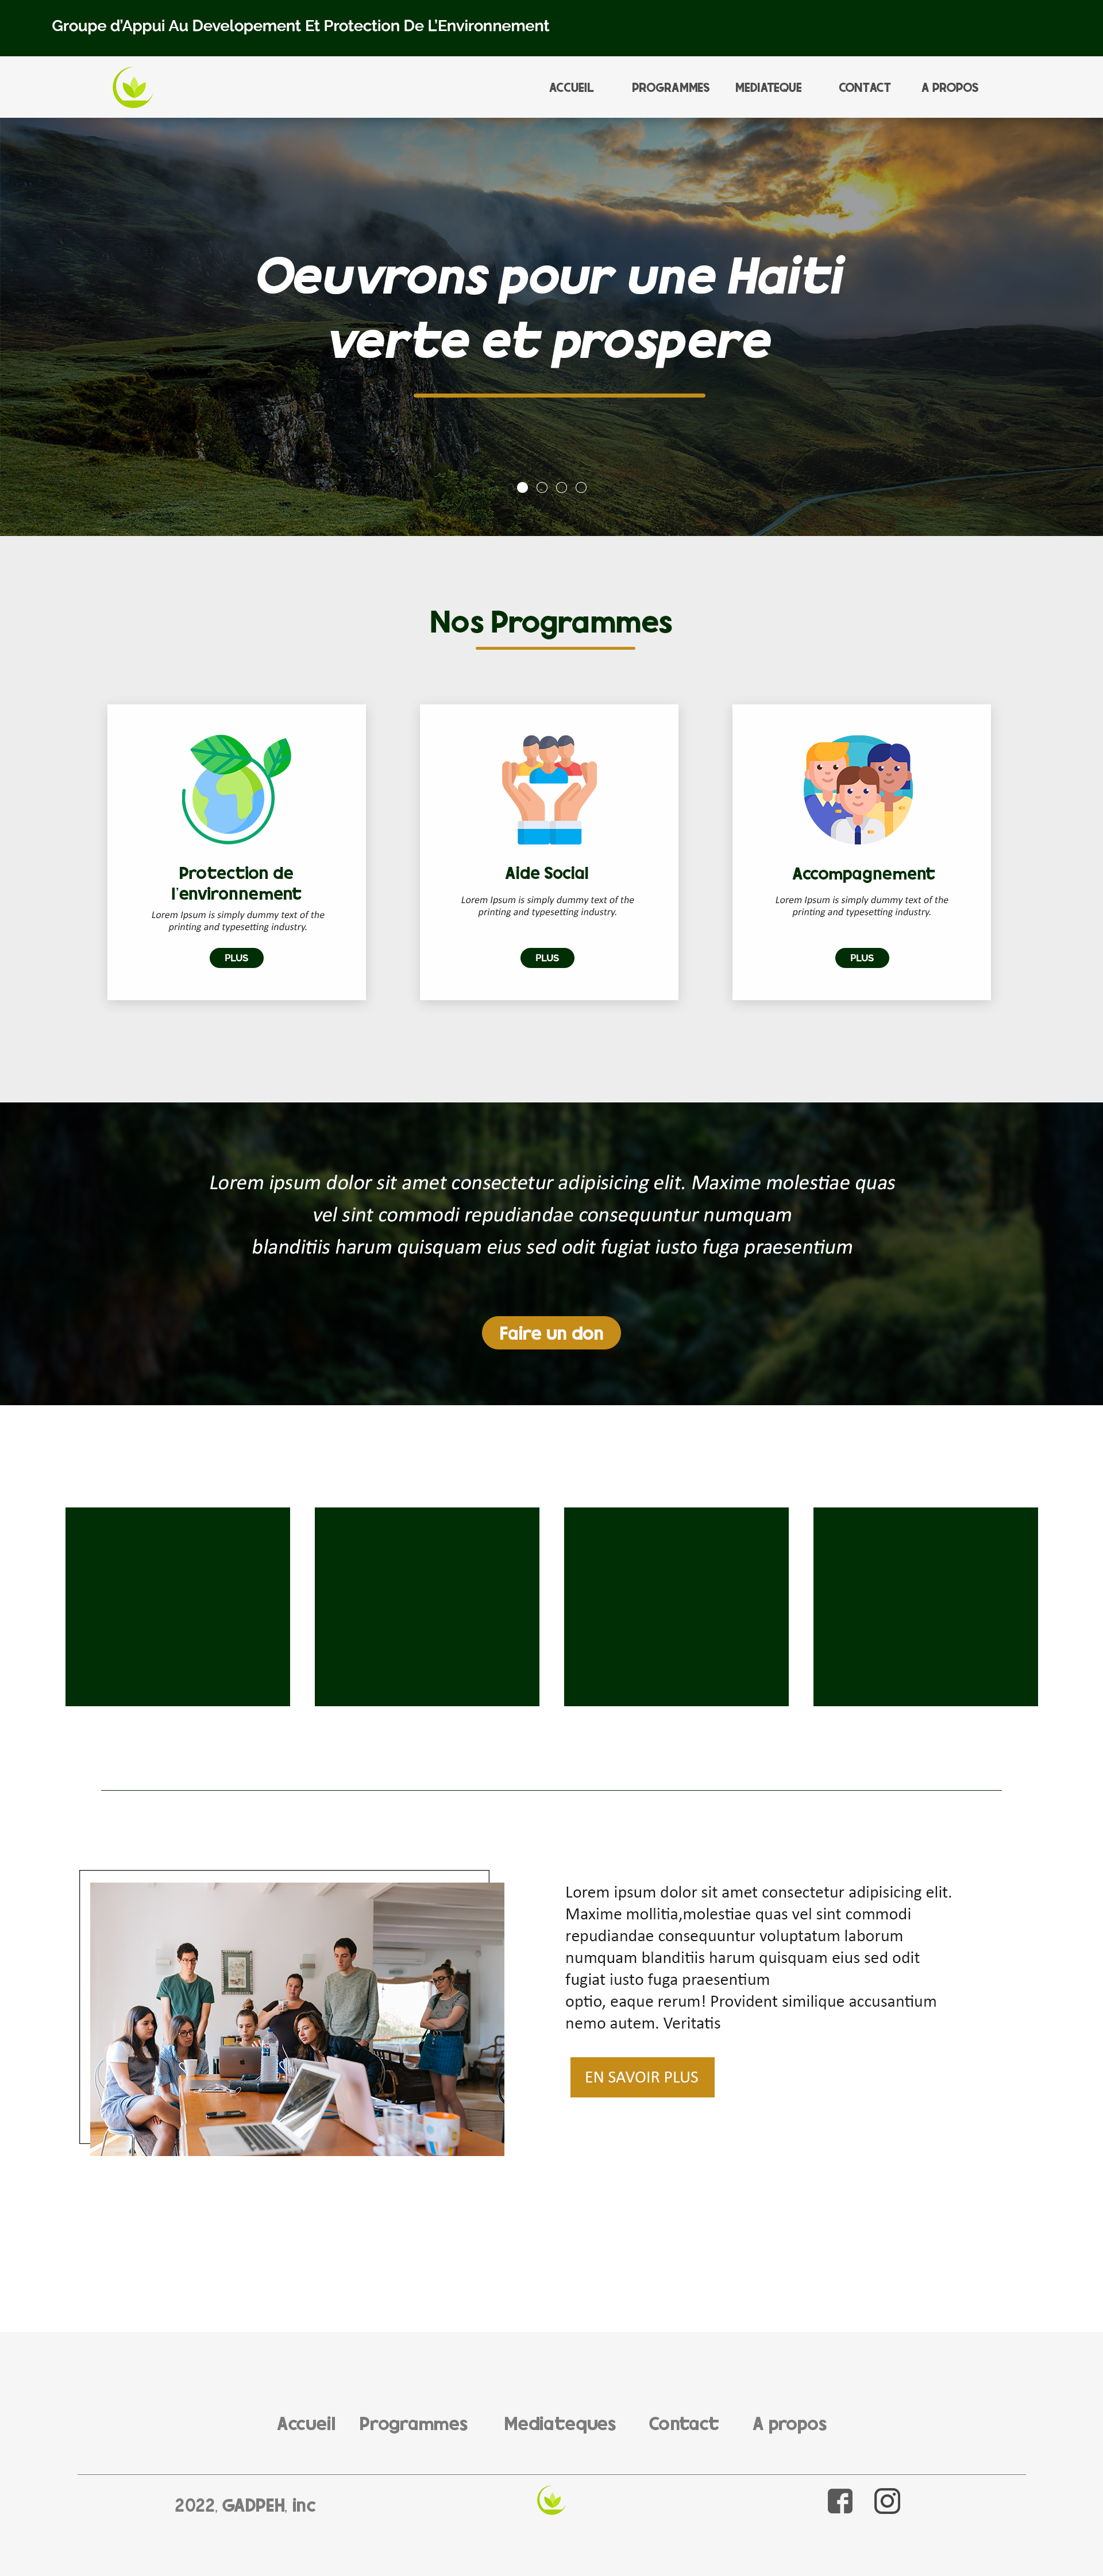 Groupe d'Appui Au Developement Et Protection De L'Environnement
ACCUEIL PROGRAMMES MEDIATEQUE CONTACT A PROPOS
Oeuvrons pour une Haiti
verte et prospere
Nos Programmes
Protection de
l'environnement
Lorem Ipsum is simply dummy text of the
printing and typesetting industry.
PLUS
Aide Social
Lorem Ipsum is simply dummy text of the
printing and typesetting industry.
PLUS
Accompagnement
Lorem Ipsum is simply dummy text of the
printing and typesetting industry.
PLUS
Lorem ipsum dolor sit amet consectetur adipisicing elit. Maxime molestiae quas
vel sint commodi repudiandae consequuntur numquam
blanditiis harum quisquam eius sed odit fugiat iusto fuga praesentium
Faire un don
Lorem ipsum dolor sit amet consectetur adipisicing elit.
Maxime mollitia,molestiae quas vel sint commodi
repudiandae consequuntur voluptatum laborum
numquam blanditiis harum quisquam eius sed odit
fugiat iusto fuga praesentium
optio, eaque rerum! Provident similique accusantium
nemo autem. Veritatis
EN SAVOIR PLUS
Accueil Programmes Mediateques Contact A propos
2022, GADPEH, inc